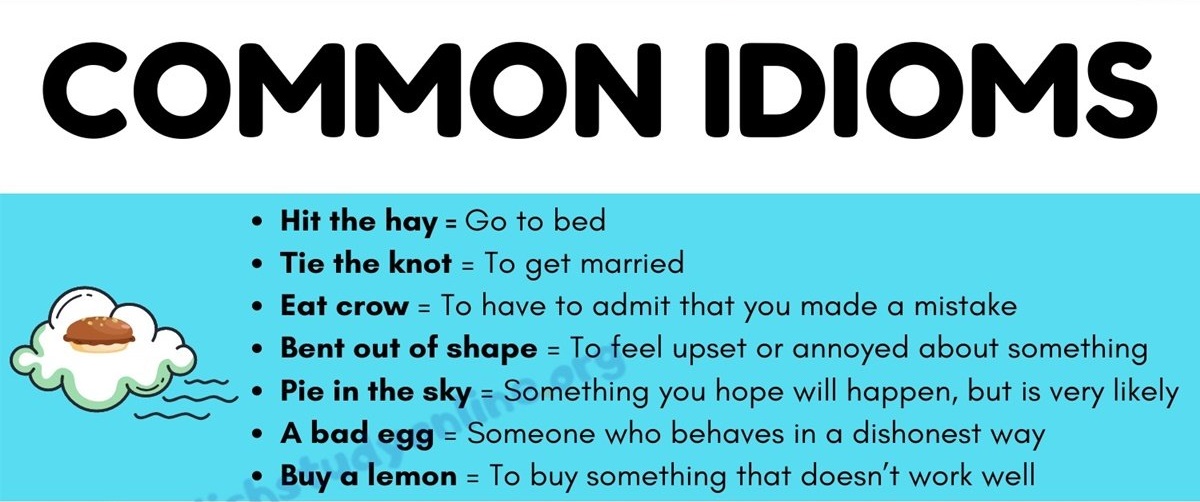 COMMON IDIOMS
• Hit the hay = Go to bed
• Tie the knot = To get married
• Eat crow = To have to admit that you made a mistake
• Bent out of shape = To feel upset or annoyed about something
• Pie in the sky = Something you hope will happen, but is very likely
• A bad egg = Someone who behaves in a dishonest way
• Buy a lemon = To buy something that doesn't work well